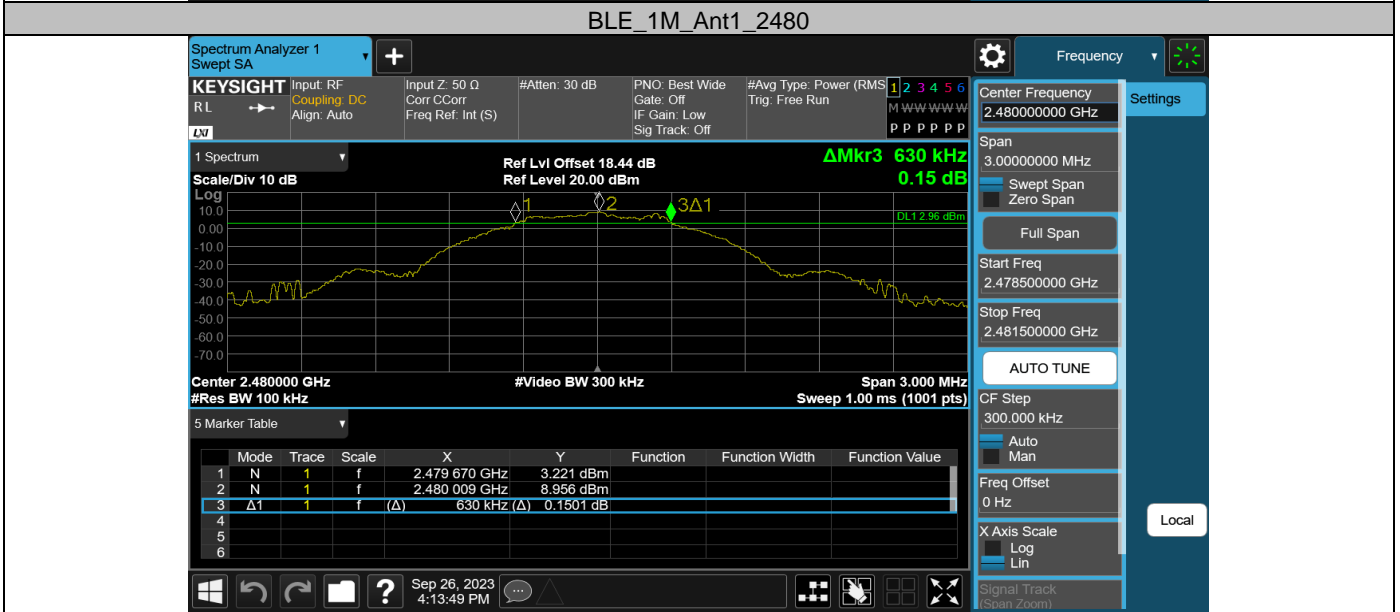 BLE_1M_Ant1_2480
Spectrum Analyzer 1
Swept SA
+
Frequency
KEYSIGHT
R L
LXI
Input: RF
Coupling: DC
Align: Auto
Input Z: 50 Ω
Corr CCorr
Freq Ref: Int (S)
#Atten: 30 dB
PNO: Best Wide
Gate: Off
IF Gain: Low
Sig Track: Off
#Avg Type: Power (RMS
Trig: Free Run
1 2 3 4 5 6
M W W W W W
P P P P P P
1 Spectrum
Scale/Div 10 dB
Ref Lvl Offset 18.44 dB
Ref Level 20.00 dBm
ΔMkr3 630 kHz
0.15 dB
Log
10.0
0.00
-10.0
-20.0
-30.0
-40.0
-50.0
-60.0
-70.0
1
2
3Δ1
DL1 2.96 dBm
Center 2.480000 GHz
#Video BW 300 kHz
Span 3.000 MHz
#Res BW 100 kHz
Sweep 1.00 ms (1001 pts)
5 Marker Table
Mode Trace Scale X Y Function Function Width Function Value
1 N 1 f 2.479 670 GHz 3.221 dBm
2 N 1 f 2.480 009 GHz 8.956 dBm
3 Δ1 1 f (Δ) 630 kHz (Δ) 0.1501 dB
4
5
6
Center Frequency
2.480000000 GHz
Span
3.00000000 MHz
Swept Span
Zero Span
Full Span
Start Freq
2.478500000 GHz
Stop Freq
2.481500000 GHz
AUTO TUNE
CF Step
300.000 kHz
Auto
Man
Freq Offset
0 Hz
X Axis Scale
Log
Lin
Signal Track
(Span Zoom)
Settings
Local
?
Sep 26, 2023
4:13:49 PM